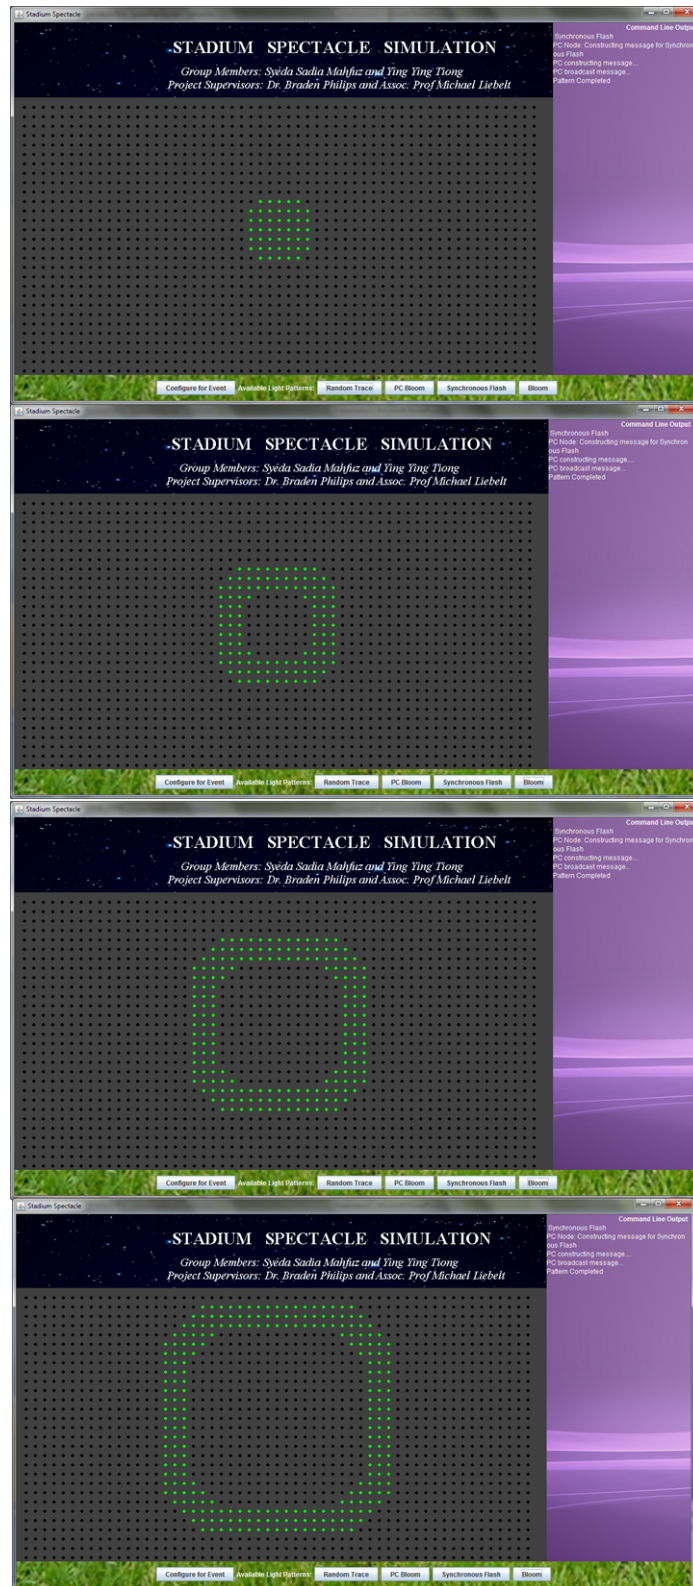 Stadium Spectacle
STADIUM SPECTACLE SIMULATION
Group Members: Syeda Sadia Mahfuz and Ying Ying Tiong
Project Supervisors: Dr. Braden Philips and Assoc. Prof Michael Liebelt
Command Line Output
Synchronous Flash
PC Node: Constructing message for Synchron
ous Flash
PC constructing message...
PC broadcast message...
Pattern Completed
Configure for Event Available Light Patterns: Random Trace PC Bloom Synchronous Flash Bloom
Stadium Spectacle
STADIUM SPECTACLE SIMULATION
Group Members: Syeda Sadia Mahfuz and Ying Ying Tiong
Project Supervisors: Dr. Braden Philips and Assoc. Prof Michael Liebelt
Command Line Output
Synchronous Flash
PC Node: Constructing message for Synchron
ous Flash
PC constructing message...
PC broadcast message...
Pattern Completed
Configure for Event Available Light Patterns: Random Trace PC Bloom Synchronous Flash Bloom
Stadium Spectacle
STADIUM SPECTACLE SIMULATION
Group Members: Syeda Sadia Mahfuz and Ying Ying Tiong
Project Supervisors: Dr. Braden Philips and Assoc. Prof Michael Liebelt
Command Line Output
Synchronous Flash
PC Node: Constructing message for Synchron
ous Flash
PC constructing message...
PC broadcast message...
Pattern Completed
Configure for Event Available Light Patterns: Random Trace PC Bloom Synchronous Flash Bloom
Stadium Spectacle
STADIUM SPECTACLE SIMULATION
Group Members: Syeda Sadia Mahfuz and Ying Ying Tiong
Project Supervisors: Dr. Braden Philips and Assoc. Prof Michael Liebelt
Command Line Output
Synchronous Flash
PC Node: Constructing message for Synchron
ous Flash
PC constructing message...
PC broadcast message...
Pattern Completed
Configure for Event Available Light Patterns: Random Trace PC Bloom Synchronous Flash Bloom